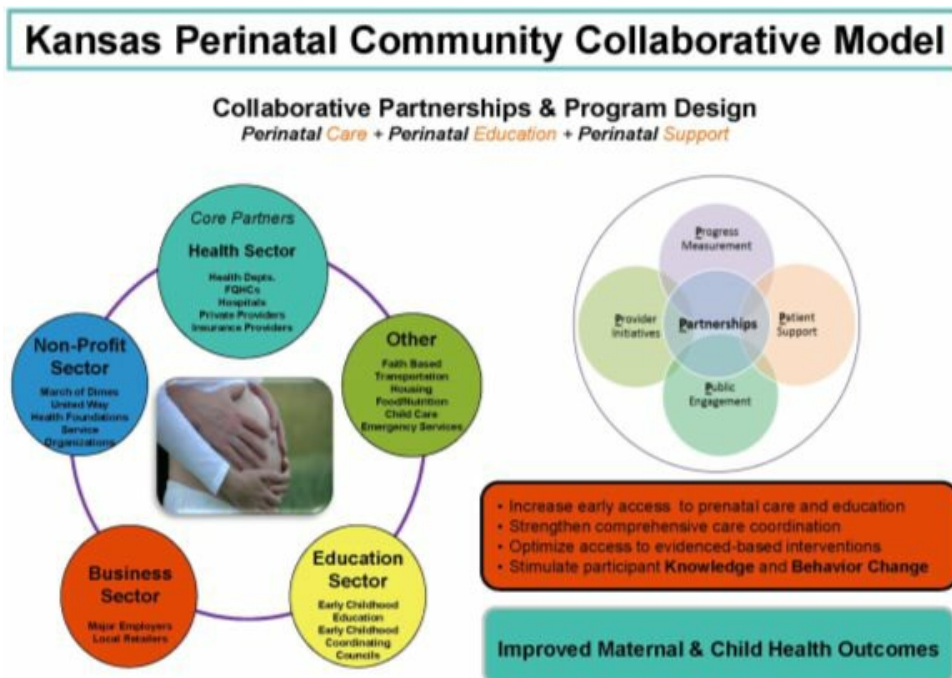 Kansas Perinatal Community Collaborative Model
Collaborative Partnerships & Program Design
Perinatal Care + Perinatal Education + Perinatal Support
Core Partners
Health Sector
Health Depts.
FQHCs
Hospitals
Private Providers
Insurance Providers
Non-Profit
Sector
March of Dimes
United Way
Health Foundations
Service
Organizations
Other
Faith Based
Transportation
Housing
Food/Nutrition
Child Care
Emergency Services
Business
Sector
Major Employers
Local Retailers
Education
Sector
Early Childhood
Education
Early Childhood
Coordinating
Councils
Progress
Measurement
Provider
Initiatives
Partnerships
Patient
Support
Public
Engagement
• Increase early access to prenatal care and education
• Strengthen comprehensive care coordination
• Optimize access to evidenced-based interventions
• Stimulate participant Knowledge and Behavior Change
Improved Maternal & Child Health Outcomes